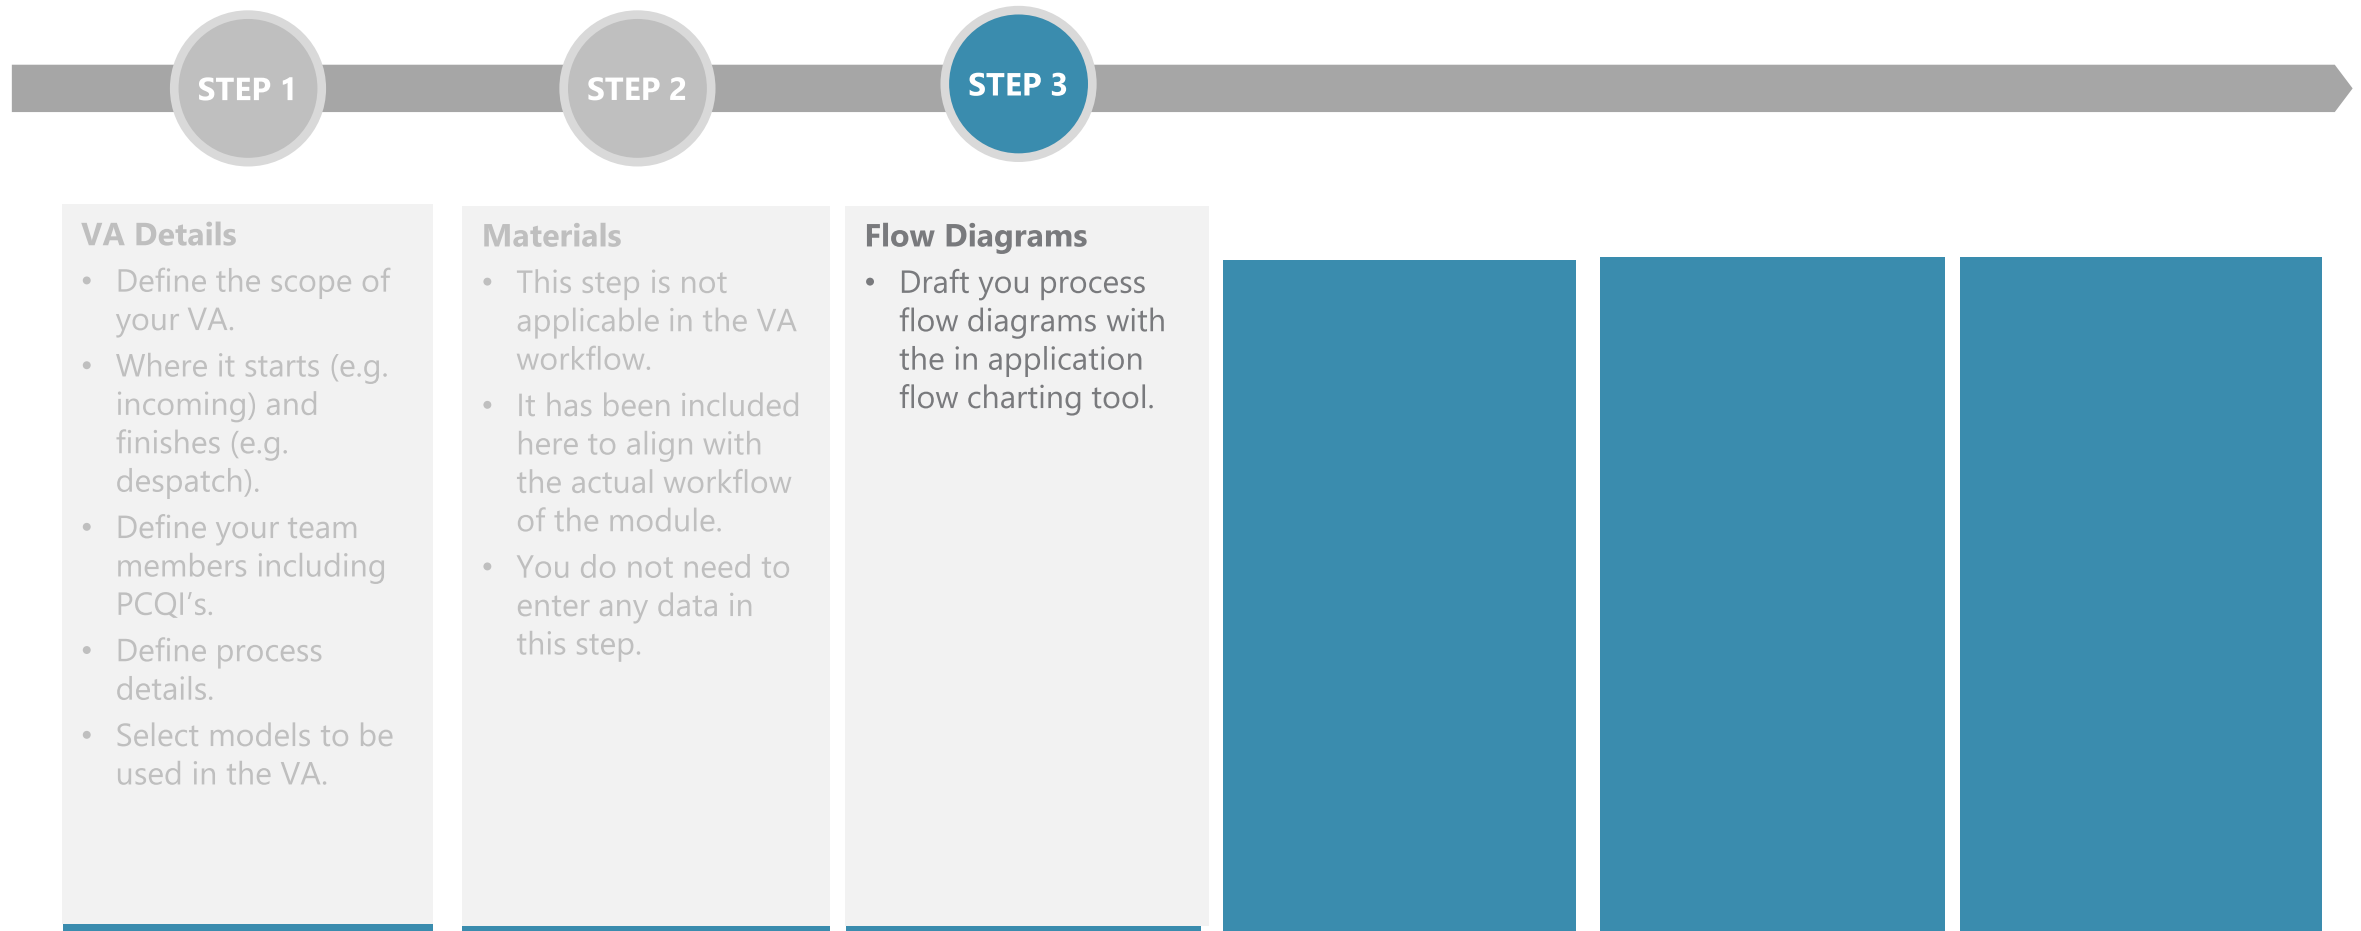 STEP 1
STEP 2
STEP 3
VA Details
• Define the scope of
your VA.
• Where it starts (e.g.
incoming) and
finishes (e.g.
despatch).
• Define your team
members including
PCQI’s.
• Define process
details.
• Select models to be
used in the VA.
Materials
• This step is not
applicable in the VA
workflow.
• It has been included
here to align with
the actual workflow
of the module.
• You do not need to
enter any data in
this step.
Flow Diagrams
• Draft you process
flow diagrams with
the in application
flow charting tool.